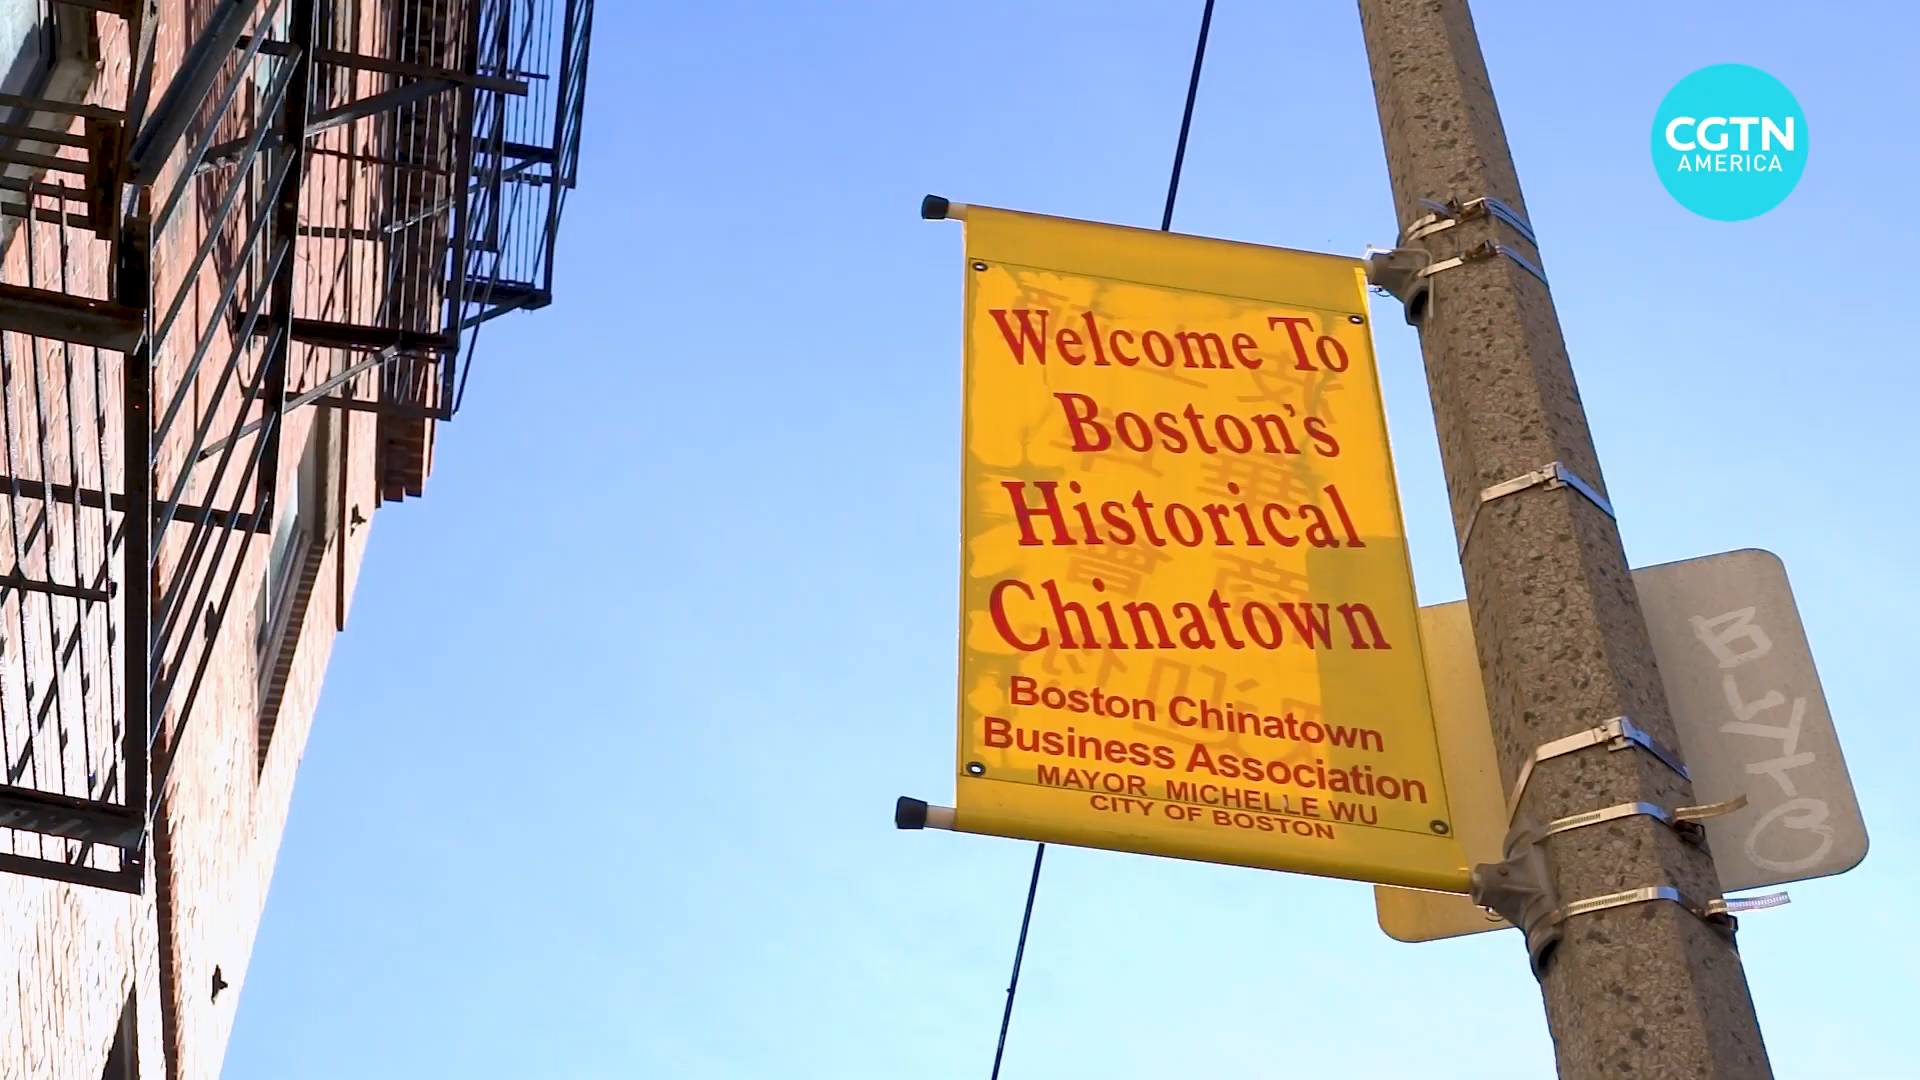 CGTN
AMERICA
Welcome To
Boston's
Historical
Chinatown
Boston Chinatown
Business Association
MAYOR MICHELLE WU
CITY OF BOSTON